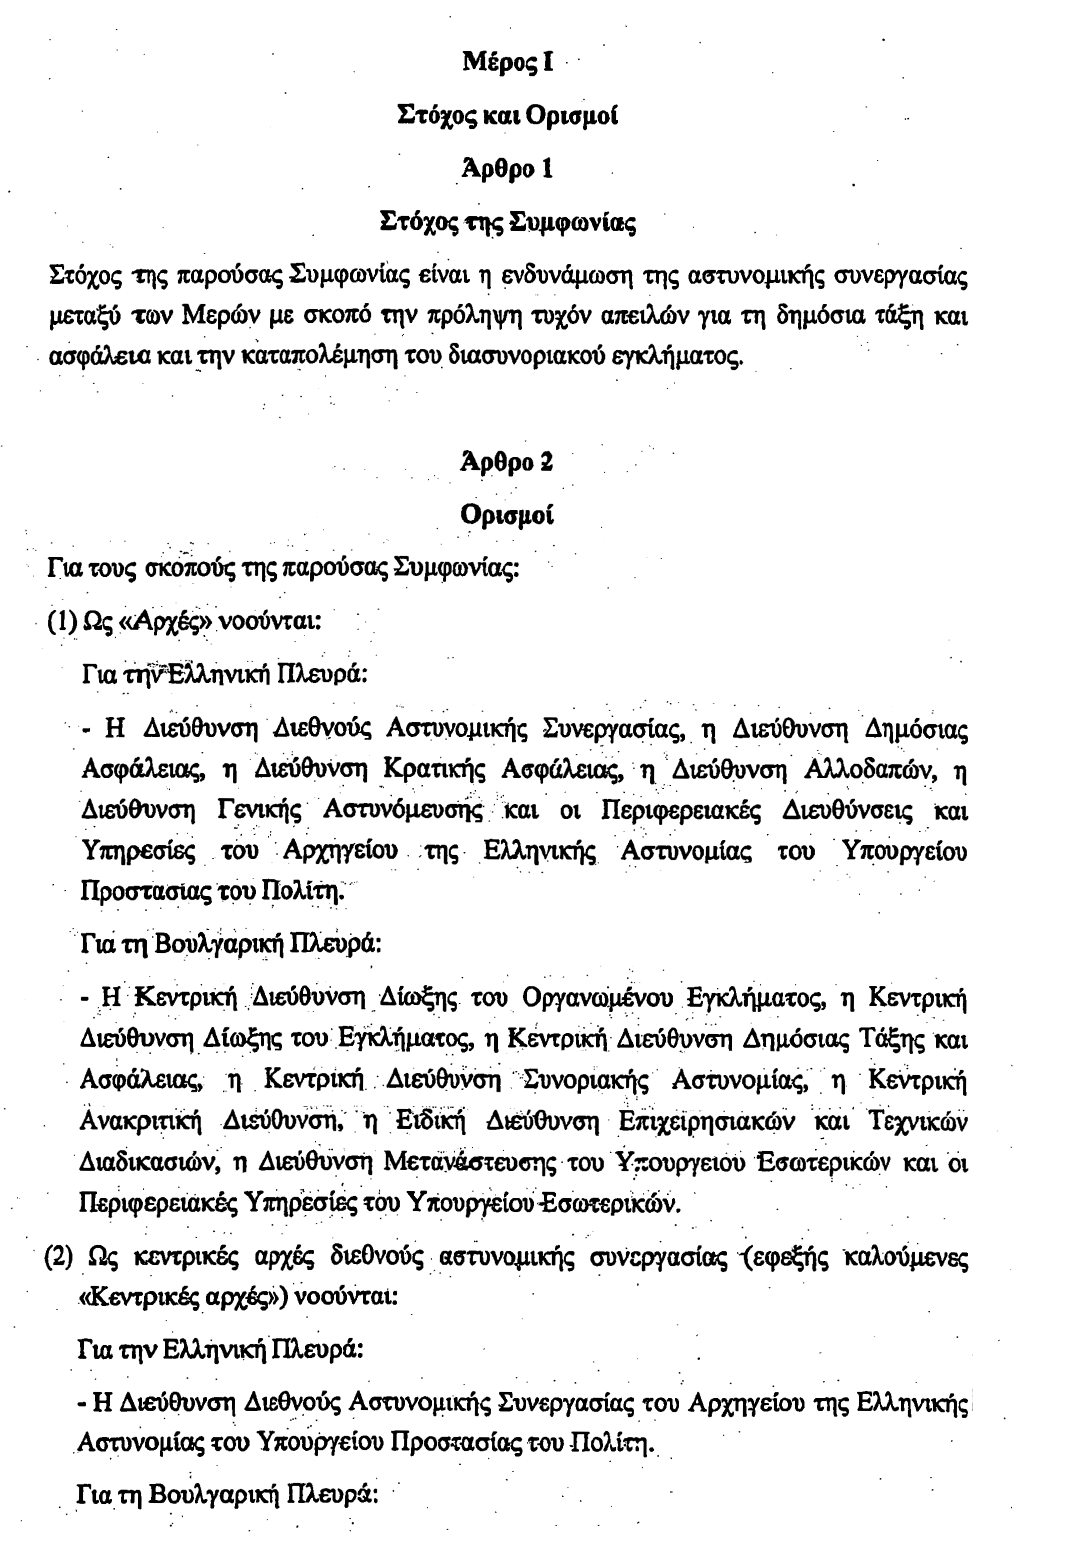 Μέρος Ι
Στόχος και Ορισμοί
Άρθρο 1
Στόχος της Συμφωνίας
Στόχος της παρούσας Συμφωνίας είναι η ενδυνάμωση της αστυνομικής συνεργασίας
μεταξύ των Μερών με σκοπό την πρόληψη τυχόν απειλών για τη δημόσια τάξη και
ασφάλεια και την καταπολέμηση του διασυνοριακού εγκλήματος.
Άρθρο 2
Ορισμοί
Για τους σκοπούς της παρούσας Συμφωνίας:
(1) Ως «Αρχές» νοούνται:
Για την Ελληνική Πλευρά:
- Η Διεύθυνση Διεθνούς Αστυνομικής Συνεργασίας, η Διεύθυνση Δημόσιας
Ασφάλειας, η Διεύθυνση Κρατικής Ασφάλειας, η Διεύθυνση Αλλοδαπών, η
Διεύθυνση Γενικής Αστυνόμευσης και οι Περιφερειακές Διευθύνσεις και
Υπηρεσίες του Αρχηγείου της Ελληνικής Αστυνομίας του Υπουργείου
Προστασίας του Πολίτη.
Για τη Βουλγαρική Πλευρά:
- Η Κεντρική Διεύθυνση Δίωξης του Οργανωμένου Εγκλήματος, η Κεντρική
Διεύθυνση Δίωξης του Εγκλήματος, η Κεντρική Διεύθυνση Δημόσιας Τάξης και
Ασφάλειας, η Κεντρική Διεύθυνση Συνοριακής Αστυνομίας, η Κεντρική
Ανακριτική Διεύθυνση, η Ειδική Διεύθυνση Επιχειρησιακών και Τεχνικών
Διαδικασιών, η Διεύθυνση Μετανάστευσης του Υπουργείου Εσωτερικών και οι
Περιφερειακές Υπηρεσίες του Υπουργείου Εσωτερικών.
(2) Ως κεντρικές αρχές διεθνούς αστυνομικής συνεργασίας (εφεξής καλούμενες
«Κεντρικές αρχές») νοούνται:
Για την Ελληνική Πλευρά:
- Η Διεύθυνση Διεθνούς Αστυνομικής Συνεργασίας του Αρχηγείου της Ελληνικής
Αστυνομίας του Υπουργείου Προστασίας του Πολίτη.
Για τη Βουλγαρική Πλευρά: